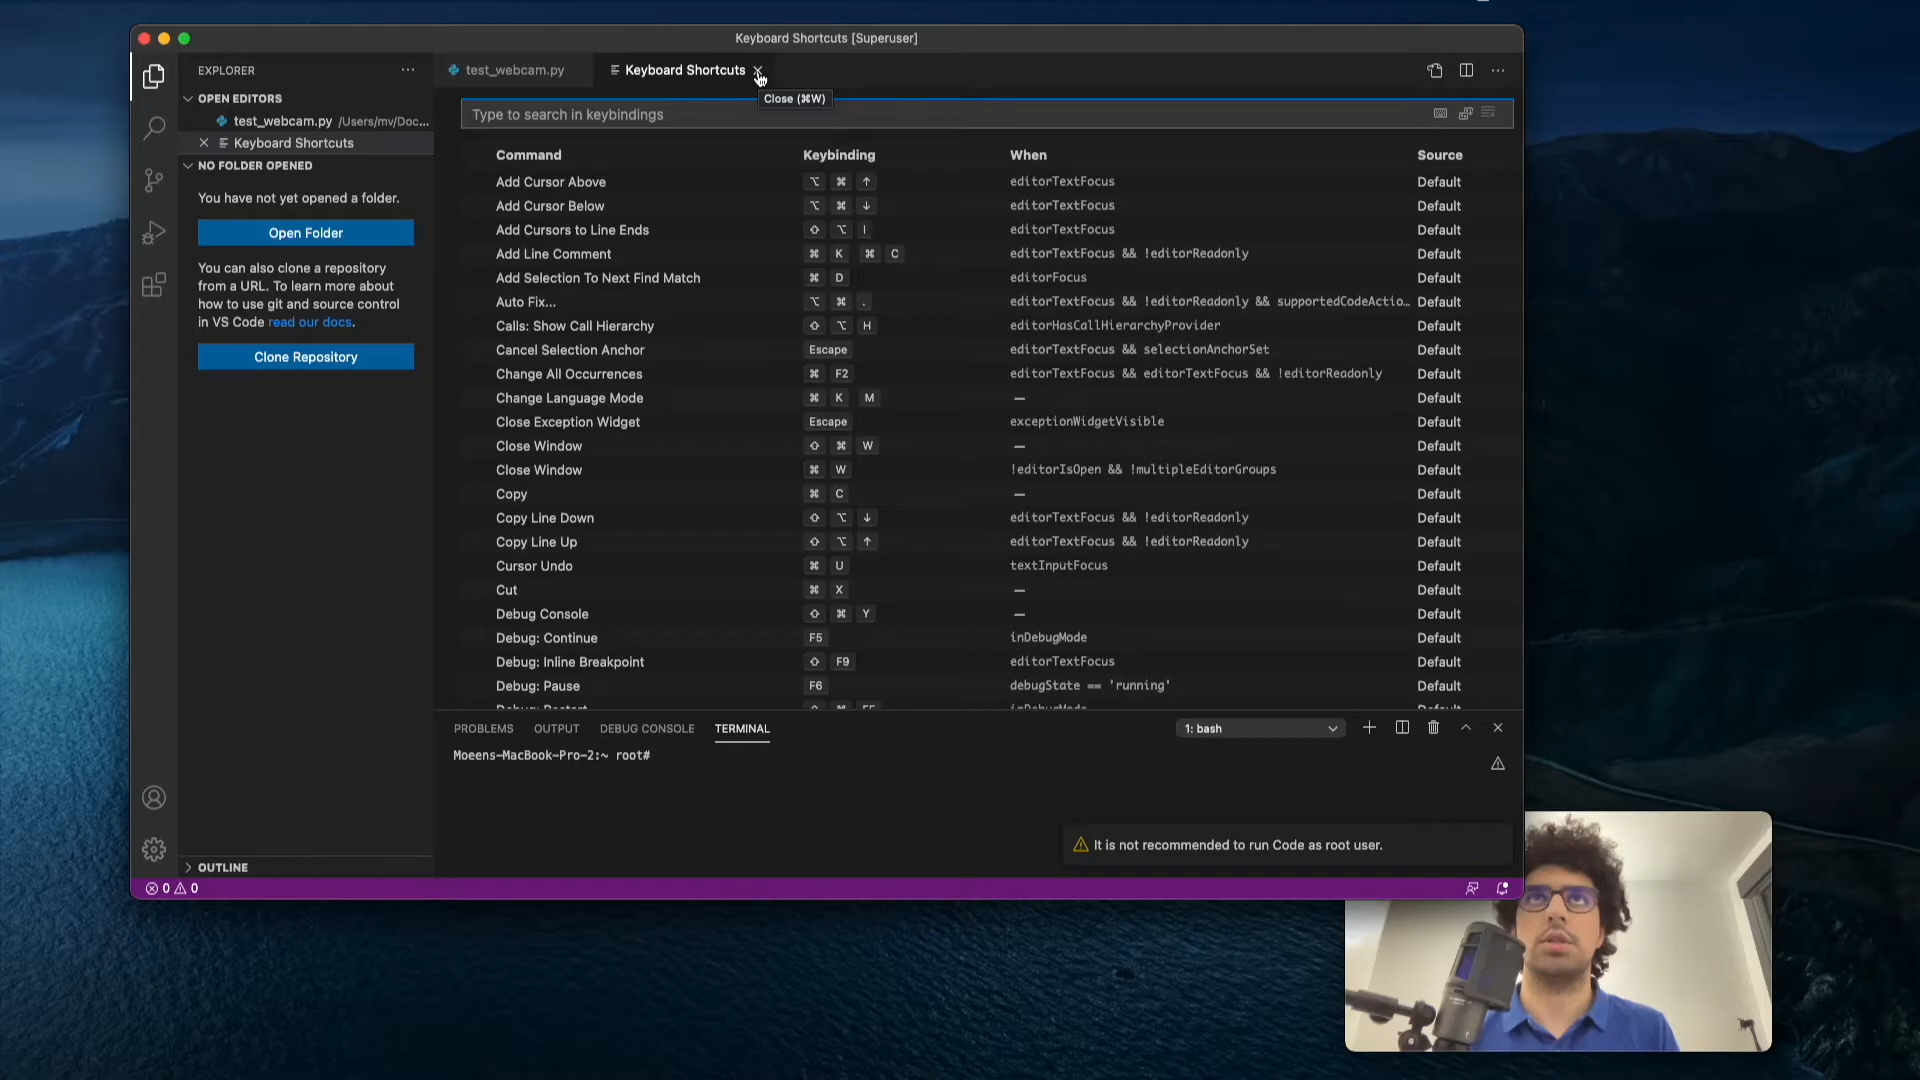 Keyboard Shortcuts [Superuser]
EXPLORER
test_webcam.py
Keyboard Shortcuts
Close (⌘W)
OPEN EDITORS
test_webcam.py /Users/mv/Doc...
Keyboard Shortcuts
NO FOLDER OPENED
You have not yet opened a folder.
Open Folder
You can also clone a repository
from a URL. To learn more about
how to use git and source control
in VS Code read our docs.
Clone Repository
OUTLINE
Type to search in keybindings
Command Keybinding When Source
Add Cursor Above ⌥ ⌘ ↑ editorTextFocus Default
Add Cursor Below ⌥ ⌘ ↓ editorTextFocus Default
Add Cursors to Line Ends ⇧ ⌥ I editorTextFocus Default
Add Line Comment ⌘ K ⌘ C editorTextFocus && !editorReadonly Default
Add Selection To Next Find Match ⌘ D editorFocus Default
Auto Fix... ⌥ ⌘ . editorTextFocus && !editorReadonly && supportedCodeActio... Default
Calls: Show Call Hierarchy ⇧ ⌥ H editorHasCallHierarchyProvider Default
Cancel Selection Anchor Escape editorTextFocus && selectionAnchorSet Default
Change All Occurrences ⌘ F2 editorTextFocus && editorTextFocus && !editorReadonly Default
Change Language Mode ⌘ K M — Default
Close Exception Widget Escape exceptionWidgetVisible Default
Close Window ⇧ ⌘ W — Default
Close Window ⌘ W !editorIsOpen && !multipleEditorGroups Default
Copy ⌘ C — Default
Copy Line Down ⇧ ⌥ ↓ editorTextFocus && !editorReadonly Default
Copy Line Up ⇧ ⌥ ↑ editorTextFocus && !editorReadonly Default
Cursor Undo ⌘ U textInputFocus Default
Cut ⌘ X — Default
Debug Console ⇧ ⌘ Y — Default
Debug: Continue F5 inDebugMode Default
Debug: Inline Breakpoint ⇧ F9 editorTextFocus Default
Debug: Pause F6 debugState == 'running' Default
Debug: Restart ⇧ ⌘ F5 inDebugMode Default
PROBLEMS OUTPUT DEBUG CONSOLE TERMINAL 1: bash
Moeens-MacBook-Pro-2:~ root#
It is not recommended to run Code as root user.
0 0